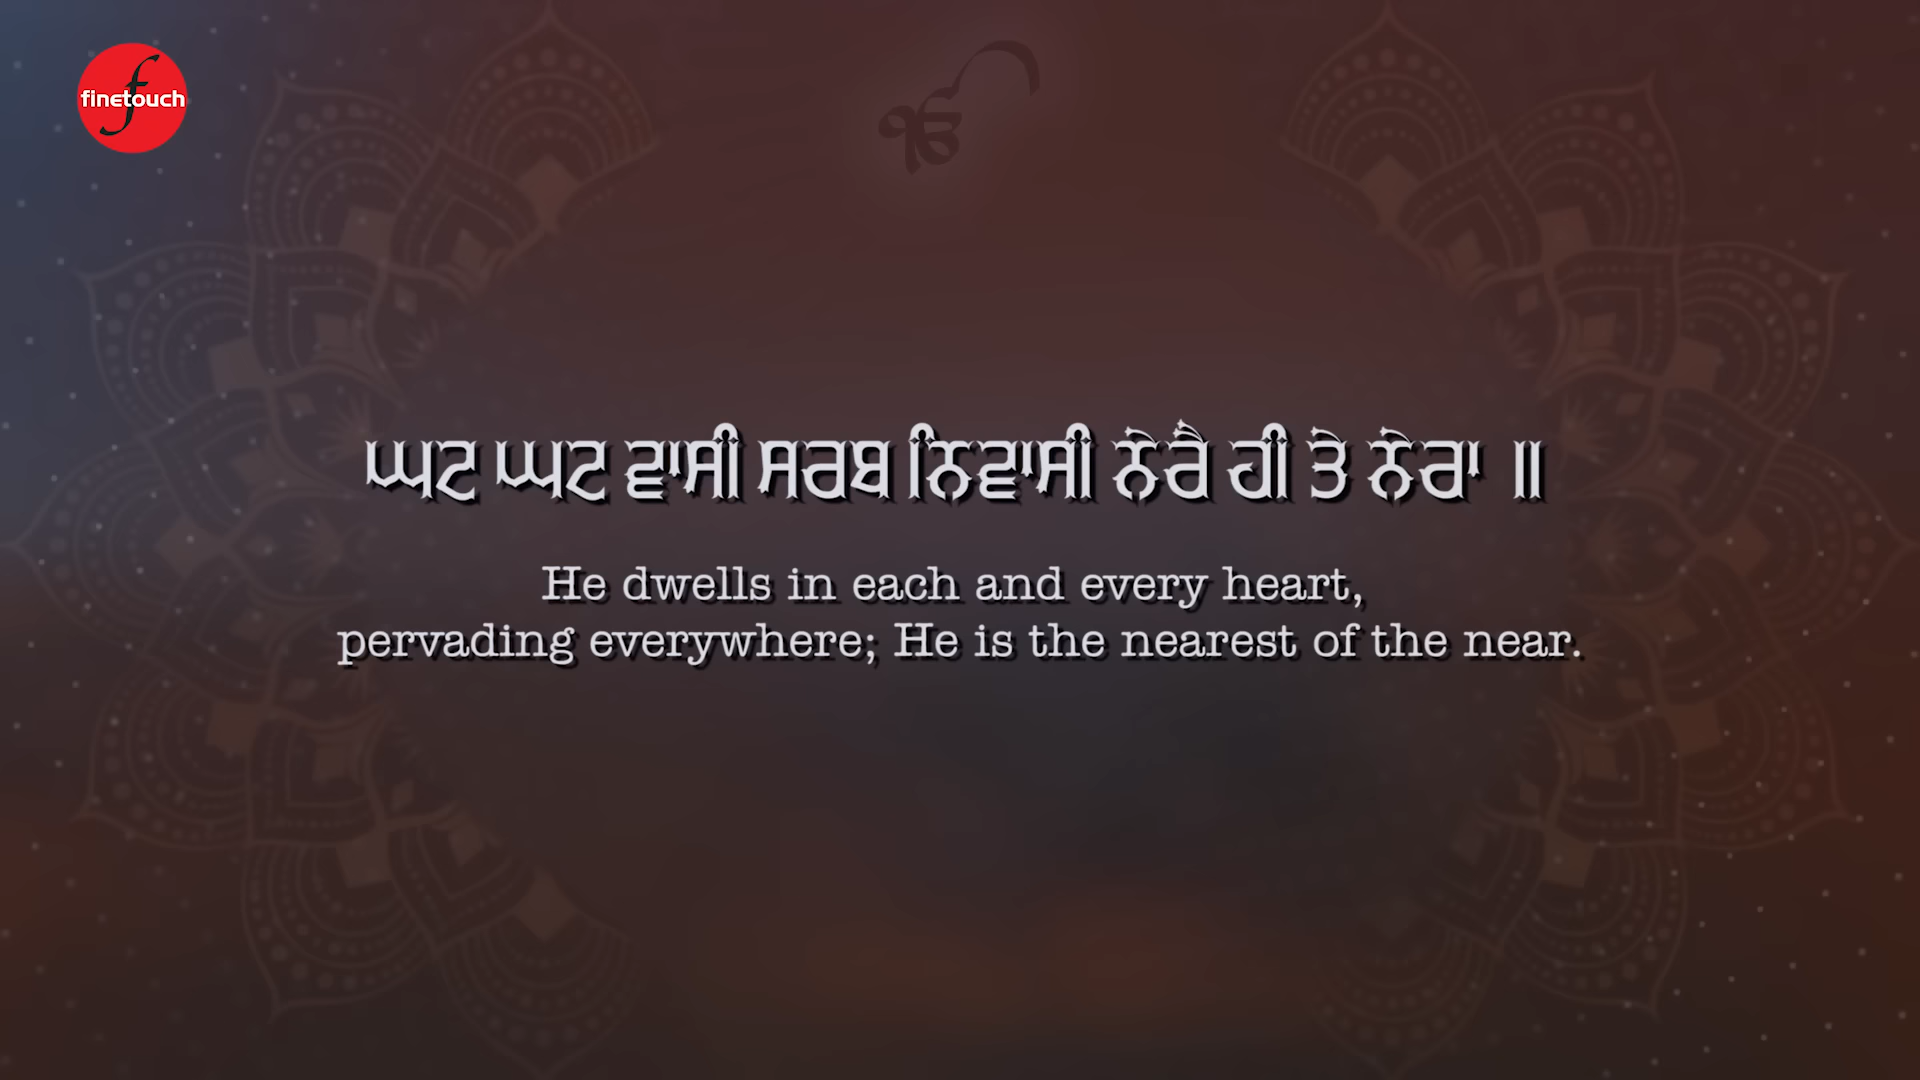 finetouch
ੴ
ਘਟ ਘਟ ਵਾਸੀ ਸਰਬ ਨਿਵਾਸੀ ਨੇਰੈ ਹੀ ਤੇ ਨੇਰਾ ॥
He dwells in each and every heart,
pervading everywhere; He is the nearest of the near.